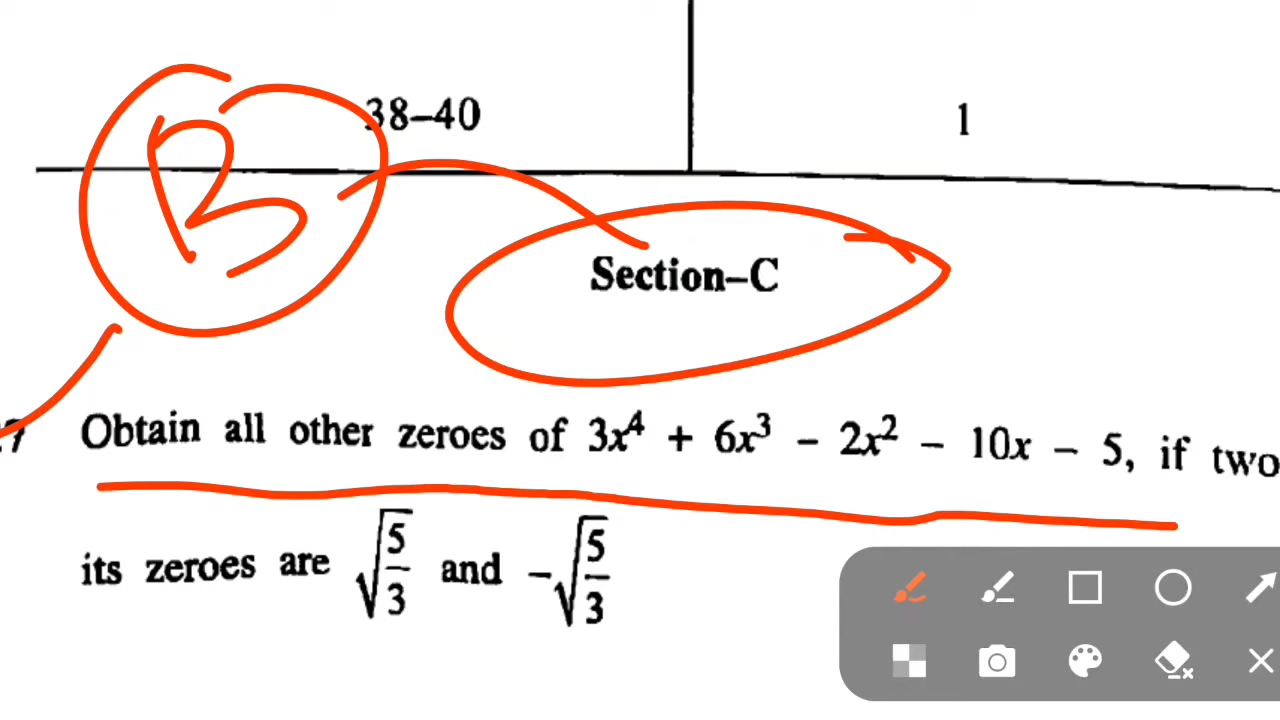 38–40 1
B
Section–C
27 Obtain all other zeroes of 3x⁴ + 6x³ − 2x² − 10x − 5, if two
its zeroes are √5/3 and −√5/3